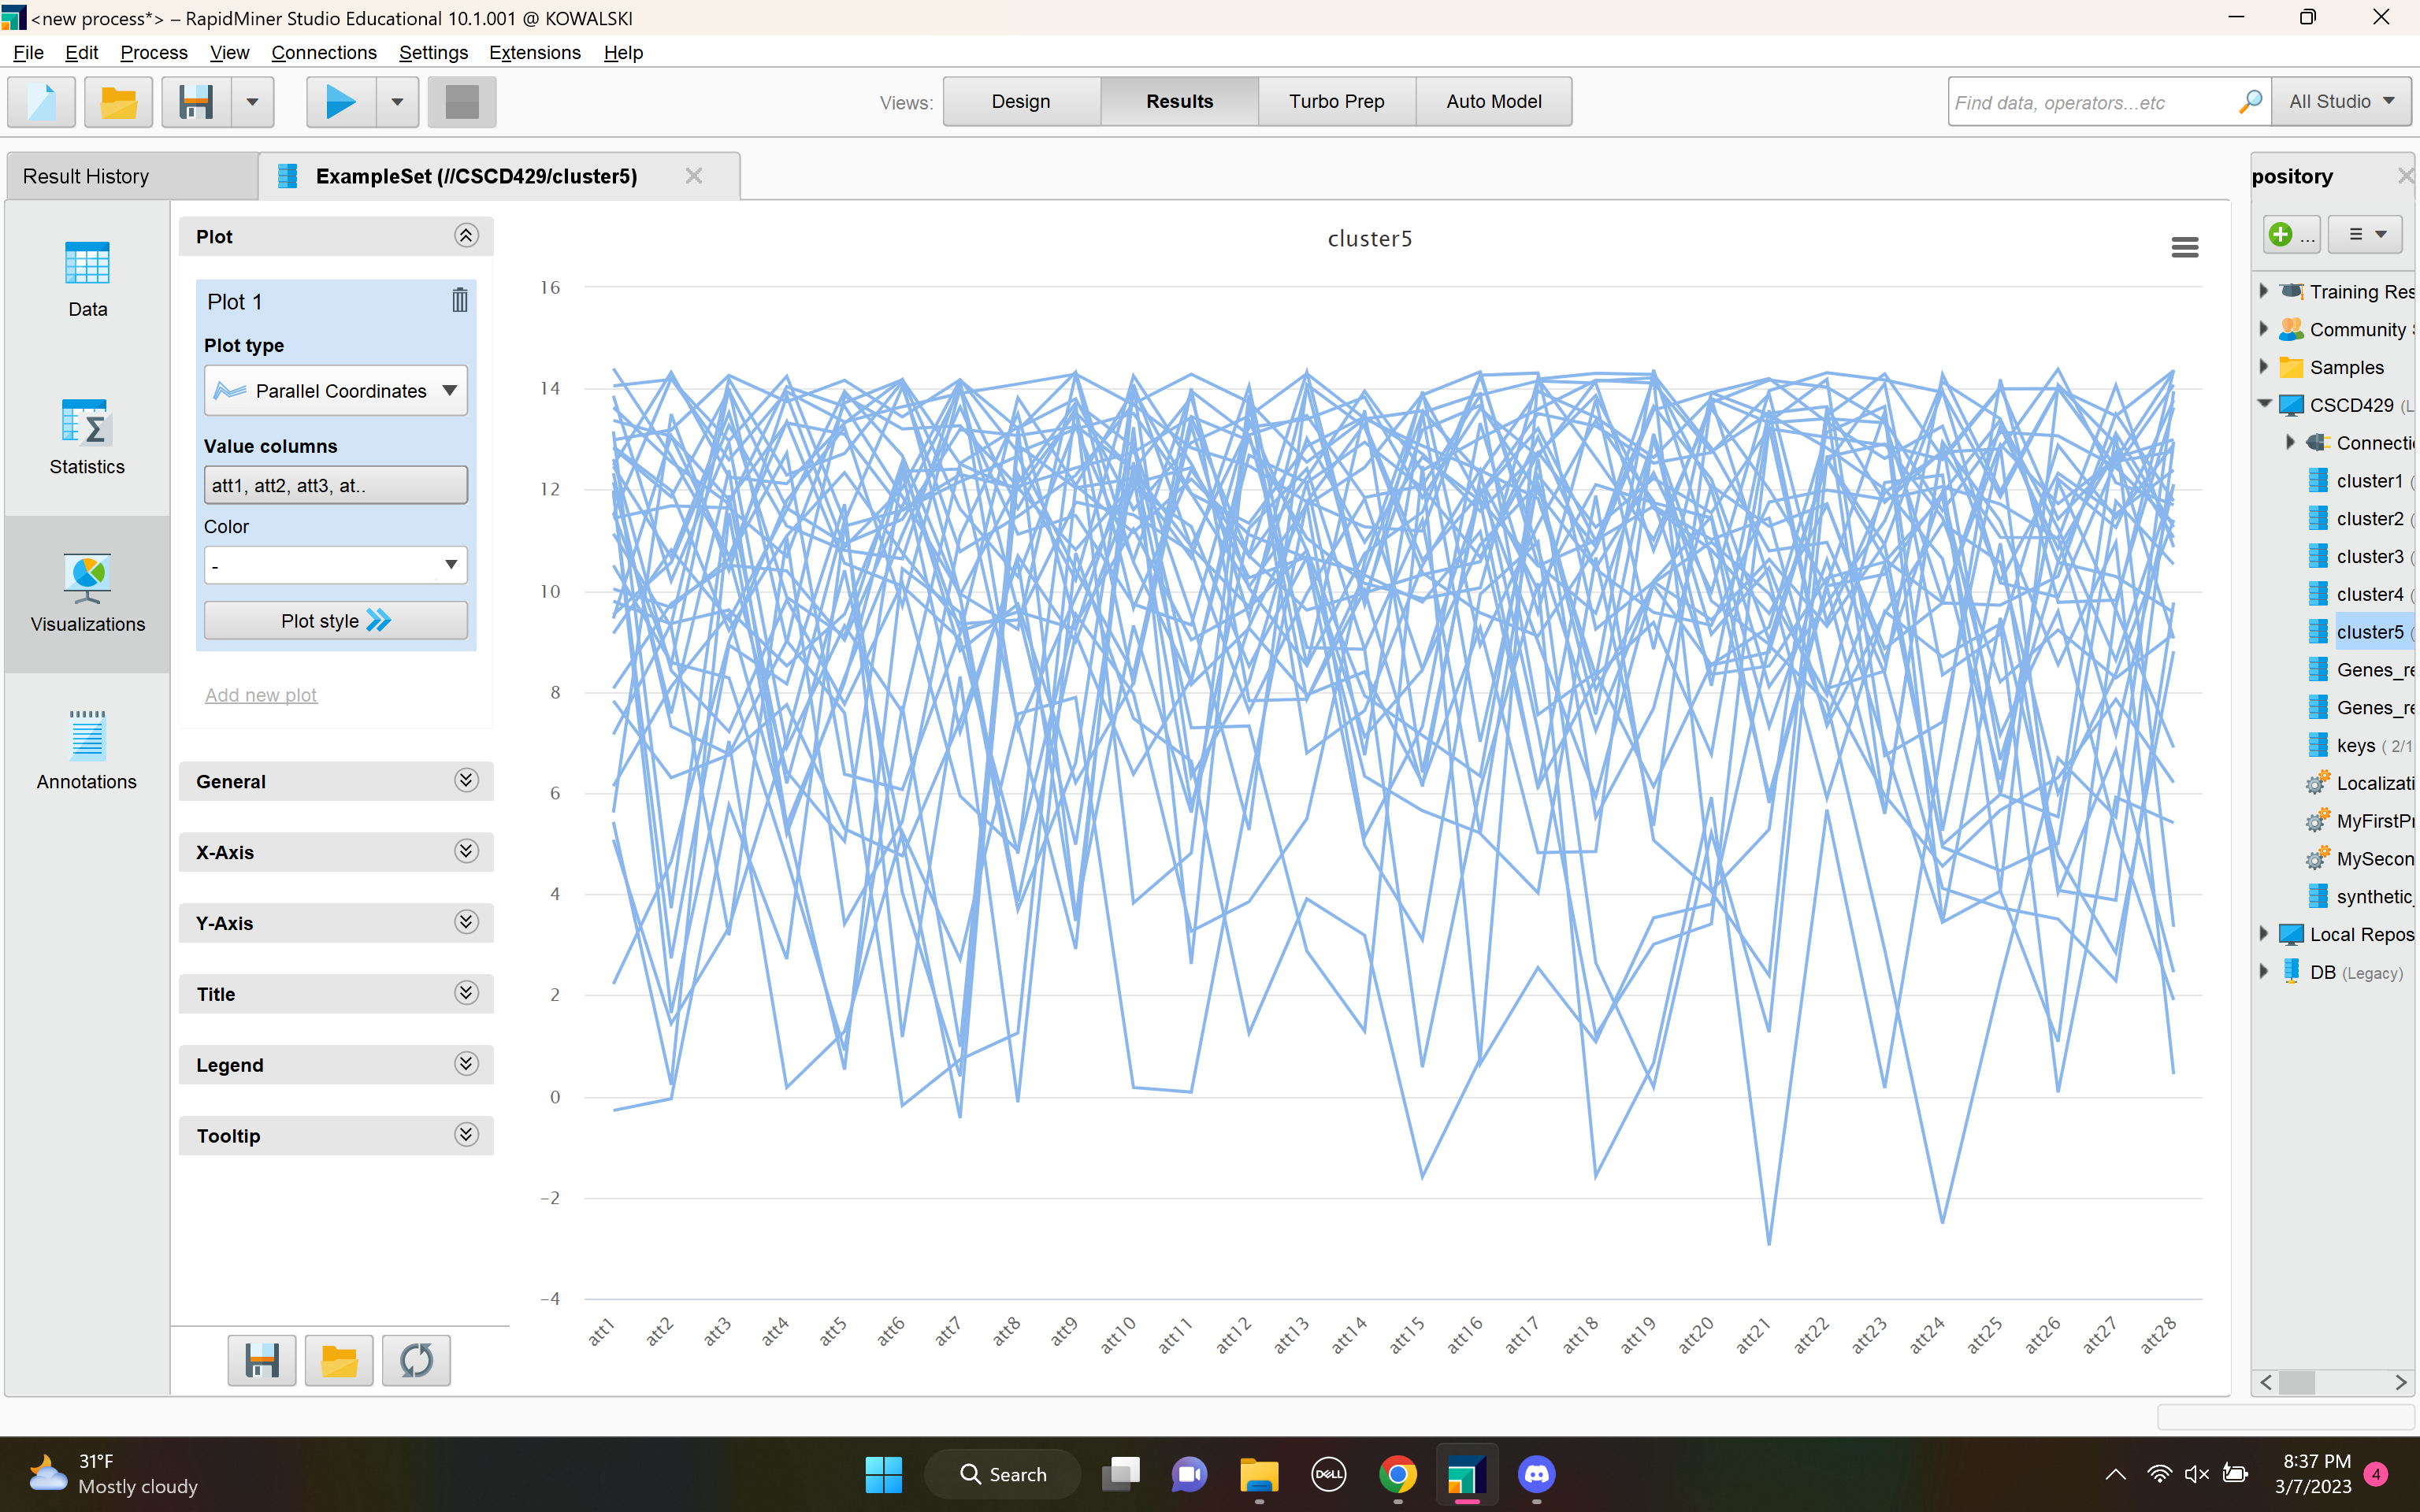 <new process*> – RapidMiner Studio Educational 10.1.001 @ KOWALSKI
File Edit Process View Connections Settings Extensions Help
Views: Design Results Turbo Prep Auto Model
Find data, operators...etc
All Studio
Result History
ExampleSet (//CSCD429/cluster5)
pository
Data
Statistics
Visualizations
Annotations
Plot
Plot 1
Plot type
Parallel Coordinates
Value columns
att1, att2, att3, at..
Color
-
Plot style
Add new plot
General
X-Axis
Y-Axis
Title
Legend
Tooltip
cluster5
16
14
12
10
8
6
4
2
0
-2
-4
att1 att2 att3 att4 att5 att6 att7 att8 att9 att10 att11 att12 att13 att14 att15 att16 att17 att18 att19 att20 att21 att22 att23 att24 att25 att26 att27 att28
...
Training Res
Community
Samples
CSCD429 (L
Connecti
cluster1 (
cluster2 (
cluster3 (
cluster4 (
cluster5 (
Genes_re
Genes_re
keys ( 2/1
Localizati
MyFirstPr
MySecon
synthetic_
Local Repos
DB (Legacy)
31°F
Mostly cloudy
Search
DELL
8:37 PM
3/7/2023
4